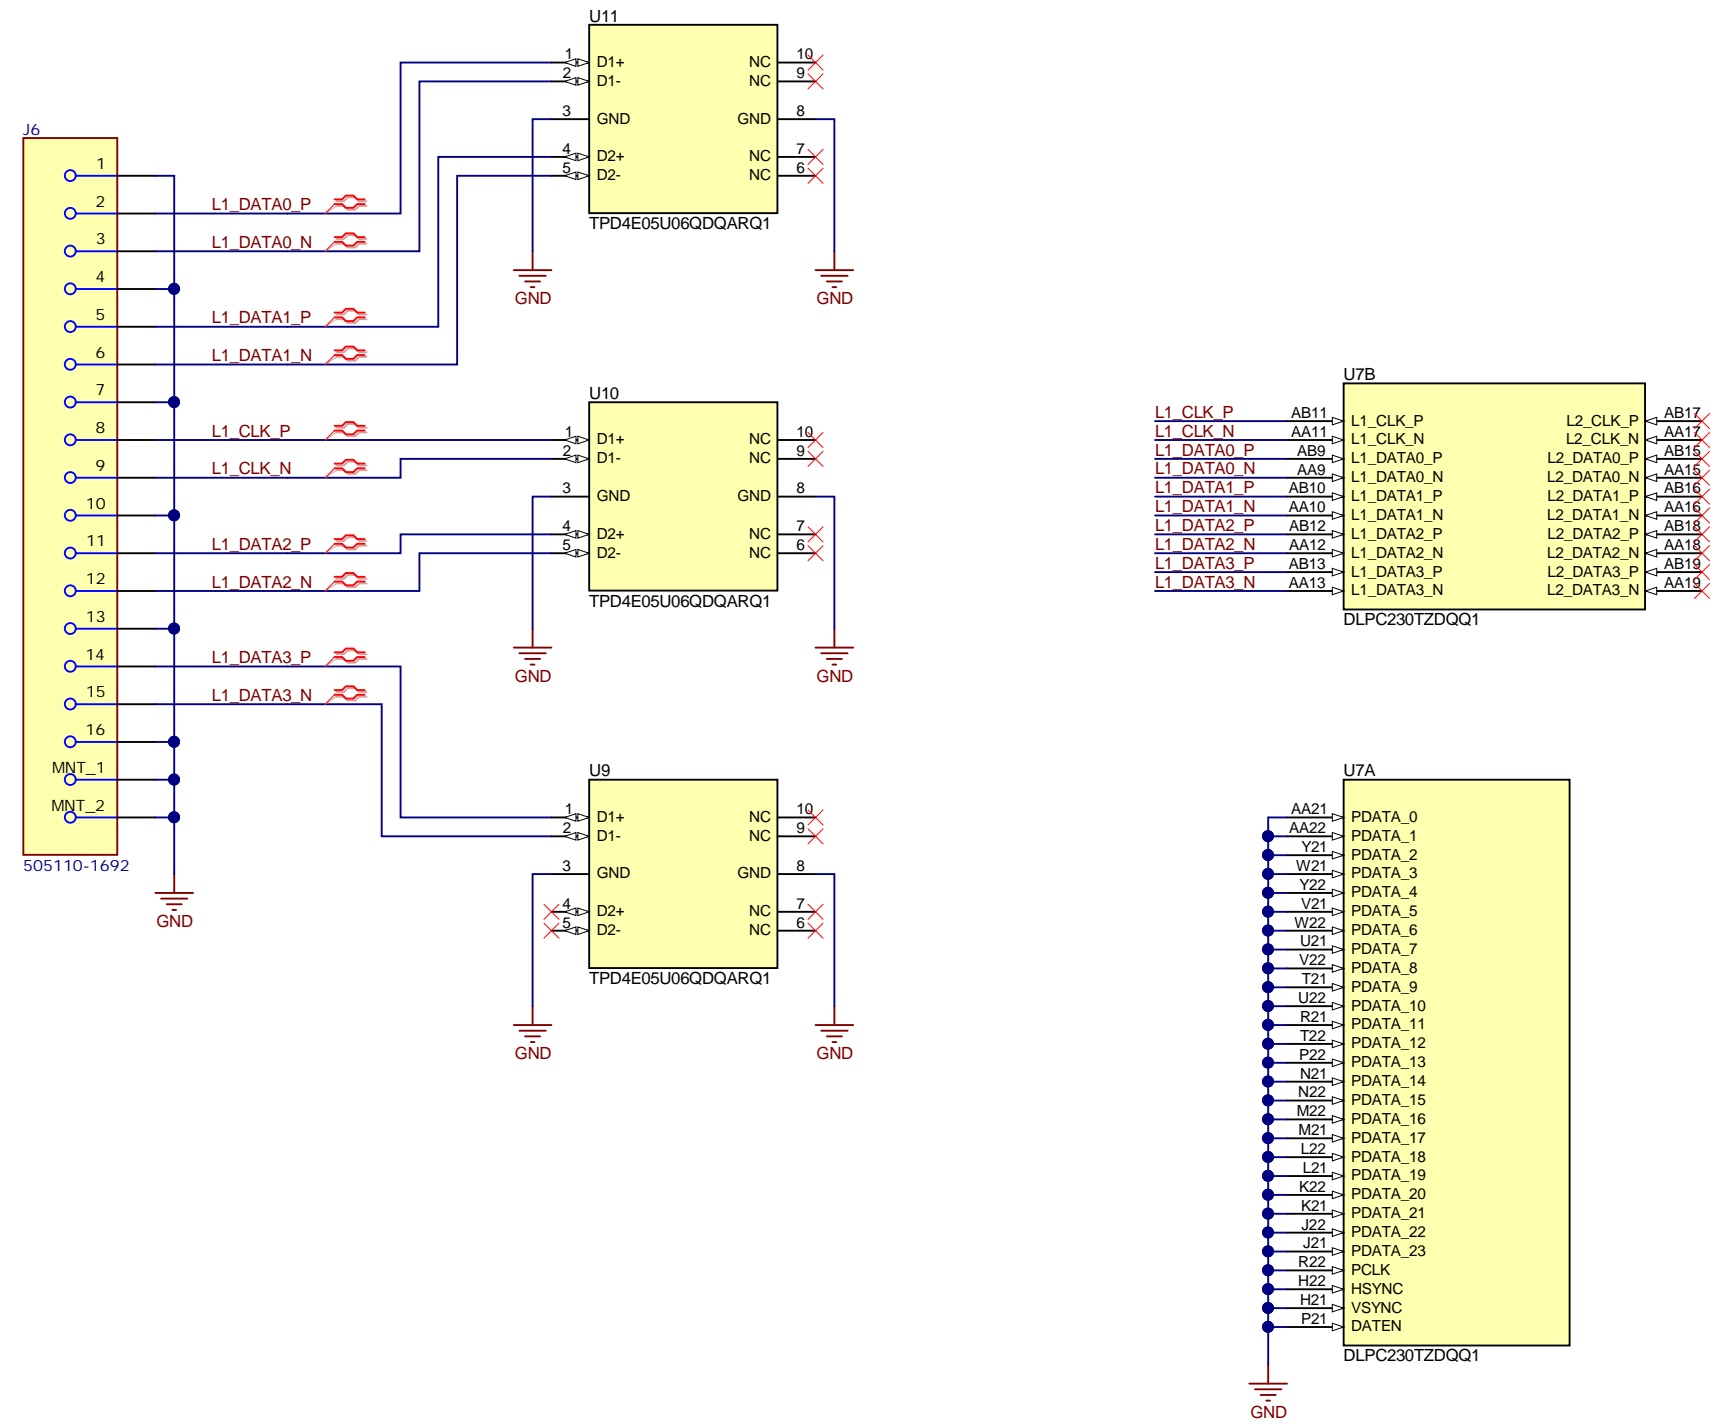 U11
1 D1+ NC 10
2 D1- NC 9
3 GND GND 8
4 D2+ NC 7
5 D2- NC 6
TPD4E05U06QDQARQ1
GND GND
J6
1
2 L1_DATA0_P
3 L1_DATA0_N
4
5 L1_DATA1_P
6 L1_DATA1_N
7
8 L1_CLK_P
9 L1_CLK_N
10
11 L1_DATA2_P
12 L1_DATA2_N
13
14 L1_DATA3_P
15 L1_DATA3_N
16
MNT_1
MNT_2
505110-1692
GND
U10
1 D1+ NC 10
2 D1- NC 9
3 GND GND 8
4 D2+ NC 7
5 D2- NC 6
TPD4E05U06QDQARQ1
GND GND
U9
1 D1+ NC 10
2 D1- NC 9
3 GND GND 8
4 D2+ NC 7
5 D2- NC 6
TPD4E05U06QDQARQ1
GND GND
U7B
L1_CLK_P AB11 L1_CLK_P L2_CLK_P AB17
L1_CLK_N AA11 L1_CLK_N L2_CLK_N AA17
L1_DATA0_P AB9 L1_DATA0_P L2_DATA0_P AB15
L1_DATA0_N AA9 L1_DATA0_N L2_DATA0_N AA15
L1_DATA1_P AB10 L1_DATA1_P L2_DATA1_P AB16
L1_DATA1_N AA10 L1_DATA1_N L2_DATA1_N AA16
L1_DATA2_P AB12 L1_DATA2_P L2_DATA2_P AB18
L1_DATA2_N AA12 L1_DATA2_N L2_DATA2_N AA18
L1_DATA3_P AB13 L1_DATA3_P L2_DATA3_P AB19
L1_DATA3_N AA13 L1_DATA3_N L2_DATA3_N AA19
DLPC230TZDQQ1
U7A
AA21 PDATA_0
AA22 PDATA_1
Y21 PDATA_2
W21 PDATA_3
Y22 PDATA_4
V21 PDATA_5
W22 PDATA_6
U21 PDATA_7
V22 PDATA_8
T21 PDATA_9
U22 PDATA_10
R21 PDATA_11
T22 PDATA_12
P22 PDATA_13
N21 PDATA_14
N22 PDATA_15
M22 PDATA_16
M21 PDATA_17
L22 PDATA_18
L21 PDATA_19
K22 PDATA_20
K21 PDATA_21
J22 PDATA_22
J21 PDATA_23
R22 PCLK
H22 HSYNC
H21 VSYNC
P21 DATEN
DLPC230TZDQQ1
GND